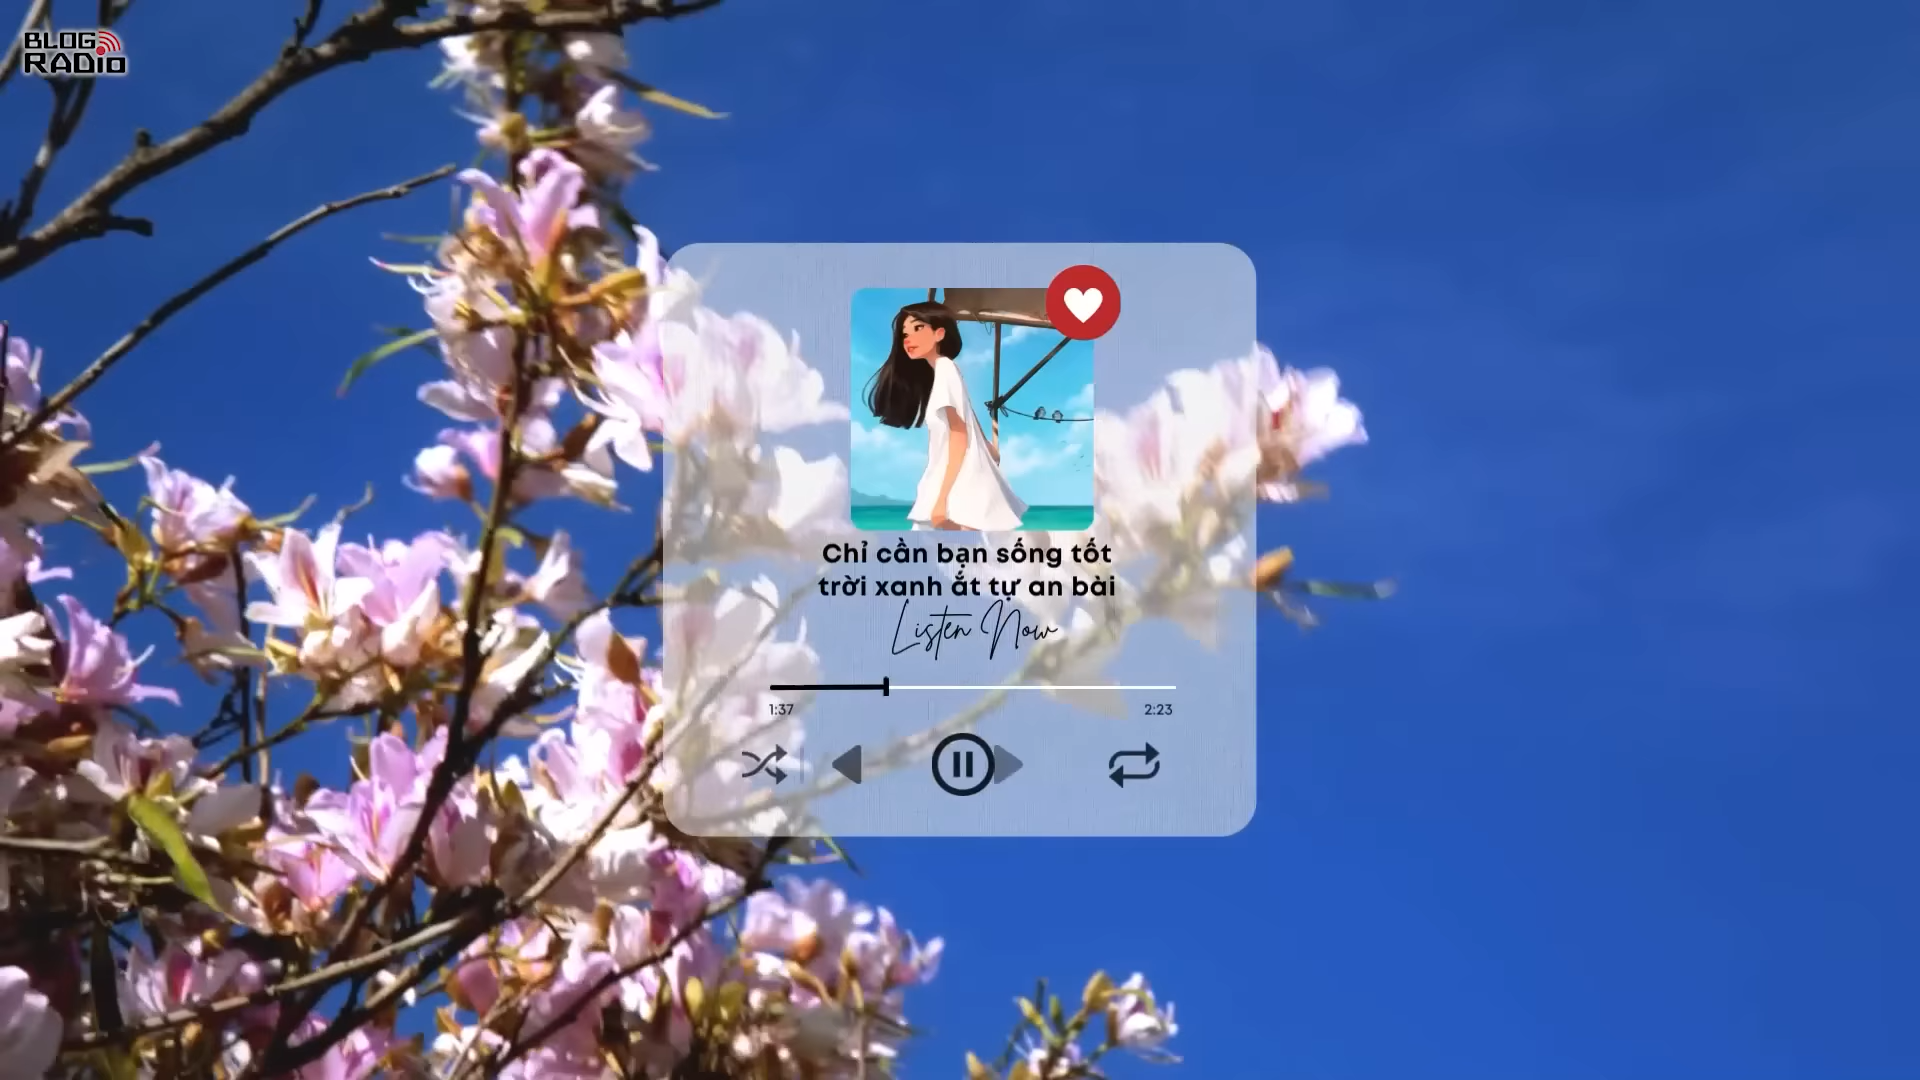 BLOG
RADIO
Chỉ cần bạn sống tốt
trời xanh ắt tự an bài
Listen Now
1:37
2:23